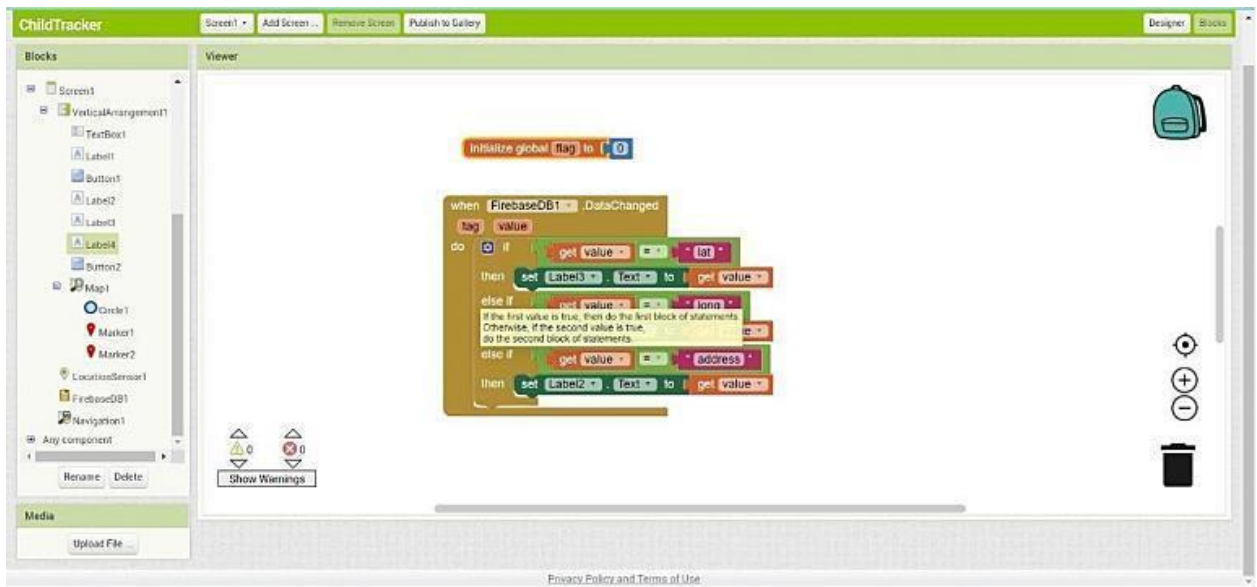 ChildTracker
Screen1
Add Screen ...
Remove Screen
Publish to Gallery
Designer
Blocks
Blocks
Viewer
Screen1
VerticalArrangement1
TextBox1
Label1
Button1
Label2
Label3
Label4
Button2
Map1
Circle1
Marker1
Marker2
LocationSensor1
FirebaseDB1
Navigation1
Any component
Rename Delete
Media
Upload File ...
initialize global flag to 0
when FirebaseDB1 .DataChanged
tag value
do if get value = " lat "
then set Label3 . Text to get value
else if get value = " long "
If the first value is true, then do the first block of statements.
Otherwise, if the second value is true,
do the second block of statements.
else if get value = " address "
then set Label2 . Text to get value
0 0
Show Warnings
Privacy Policy and Terms of Use